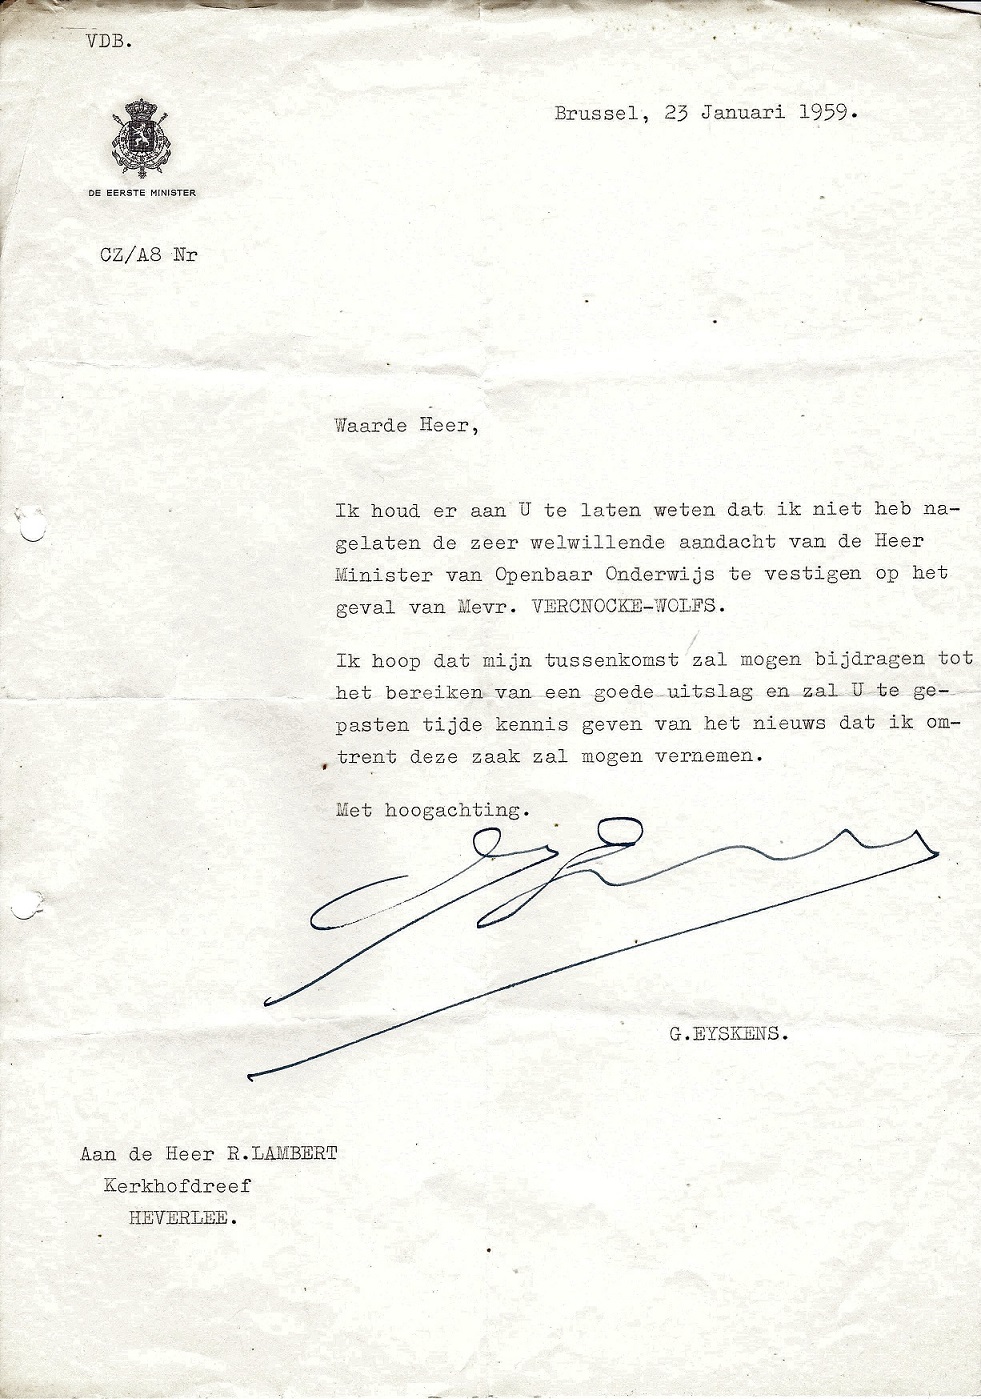 VDB.
Brussel, 23 Januari 1959.
DE EERSTE MINISTER
CZ/A8 Nr
Waarde Heer,
Ik houd er aan U te laten weten dat ik niet heb na-
gelaten de zeer welwillende aandacht van de Heer
Minister van Openbaar Onderwijs te vestigen op het
geval van Mevr. VERCNOCKE-WOLFS.
Ik hoop dat mijn tussenkomst zal mogen bijdragen tot
het bereiken van een goede uitslag en zal U te ge-
pasten tijde kennis geven van het nieuws dat ik om-
trent deze zaak zal mogen vernemen.
Met hoogachting.
G.EYSKENS.
Aan de Heer R.LAMBERT
Kerkhofdreef
HEVERLEE.